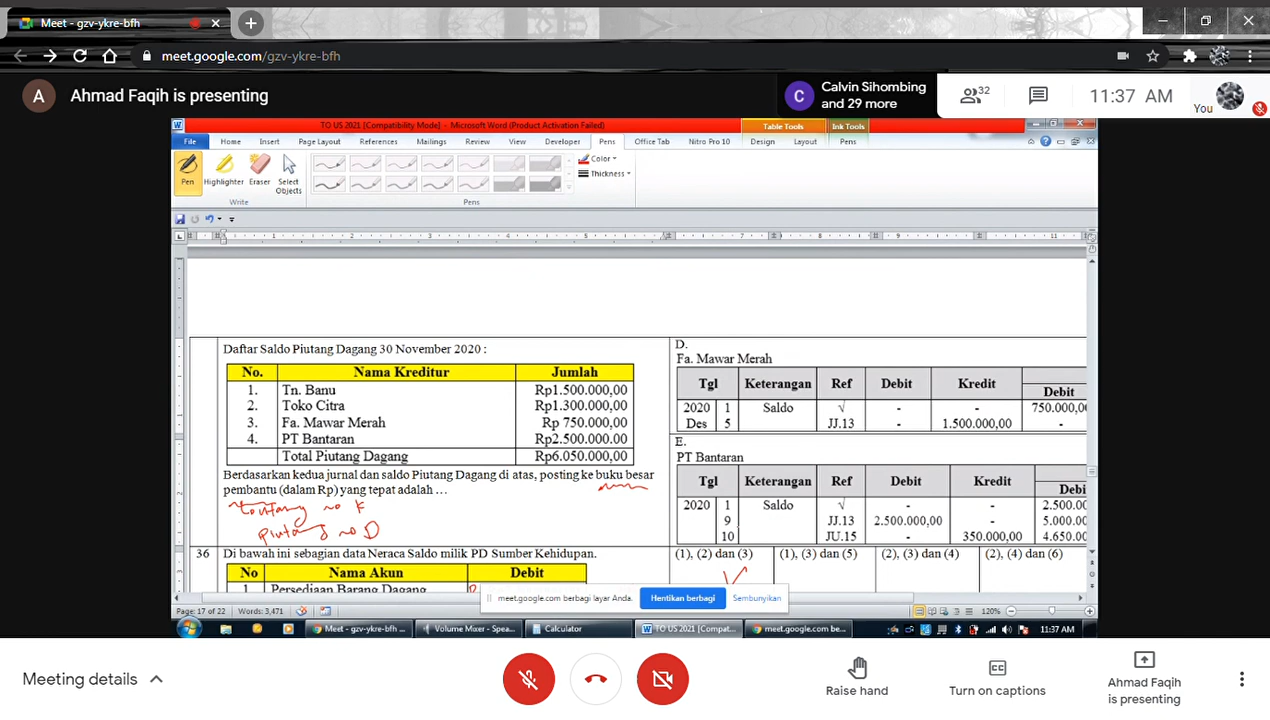 Meet - gzv-ykre-bfh
meet.google.com/gzv-ykre-bfh
A Ahmad Faqih is presenting
C Calvin Sihombing and 29 more
32
11:37 AM
You
TO US 2021 [Compatibility Mode] - Microsoft Word (Product Activation Failed)
Table Tools Ink Tools
File Home Insert Page Layout References Mailings Review View Developer Pens Office Tab Nitro Pro 10 Design Layout Pens
Pen Highlighter Eraser Select Objects
Color
Thickness
Write Pens
Daftar Saldo Piutang Dagang 30 November 2020 :
No. Nama Kreditur Jumlah
1. Tn. Banu Rp1.500.000,00
2. Toko Citra Rp1.300.000,00
3. Fa. Mawar Merah Rp 750.000,00
4. PT Bantaran Rp2.500.000.00
Total Piutang Dagang Rp6.050.000,00
Berdasarkan kedua jurnal dan saldo Piutang Dagang di atas, posting ke buku besar
pembantu (dalam Rp) yang tepat adalah ...
no
Piutang no D
36 Di bawah ini sebagian data Neraca Saldo milik PD Sumber Kehidupan.
No Nama Akun Debit
1 Persediaan Barang Dagang
D.
Fa. Mawar Merah
Tgl Keterangan Ref Debit Kredit Debit
2020 1 Saldo √ - - 750.000,00
Des 5 JJ.13 - 1.500.000,00 -
E.
PT Bantaran
Tgl Keterangan Ref Debit Kredit Debi
2020 1 Saldo √ - - 2.500.00
9 JJ.13 2.500.000,00 - 5.000.00
10 JU.15 - 350.000,00 4.650.00
(1), (2) dan (3) (1), (3) dan (5) (2), (3) dan (4) (2), (4) dan (6)
meet.google.com berbagi layar Anda. Hentikan berbagi Sembunyikan
Page: 17 of 22 Words: 3,471 120%
Meet - gzv-ykre-bfh ... Volume Mixer - Spea... Calculator TO US 2021 [Compat... meet.google.com be... 11:37 AM
Meeting details
Raise hand
Turn on captions
Ahmad Faqih
is presenting